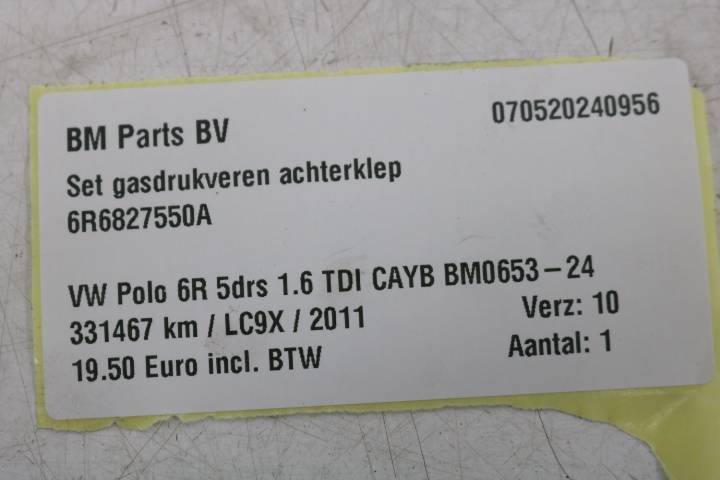 BM Parts BV
070520240956
Set gasdrukveren achterklep
6R6827550A
VW Polo 6R 5drs 1.6 TDI CAYB BM0653-24
331467 km / LC9X / 2011
Verz: 10
19.50 Euro incl. BTW
Aantal: 1